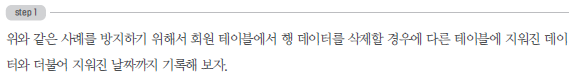 step 1
위와 같은 사례를 방지하기 위해서 회원 테이블에서 행 데이터를 삭제할 경우에 다른 테이블에 지워진 데이
터와 더불어 지워진 날짜까지 기록해 보자.